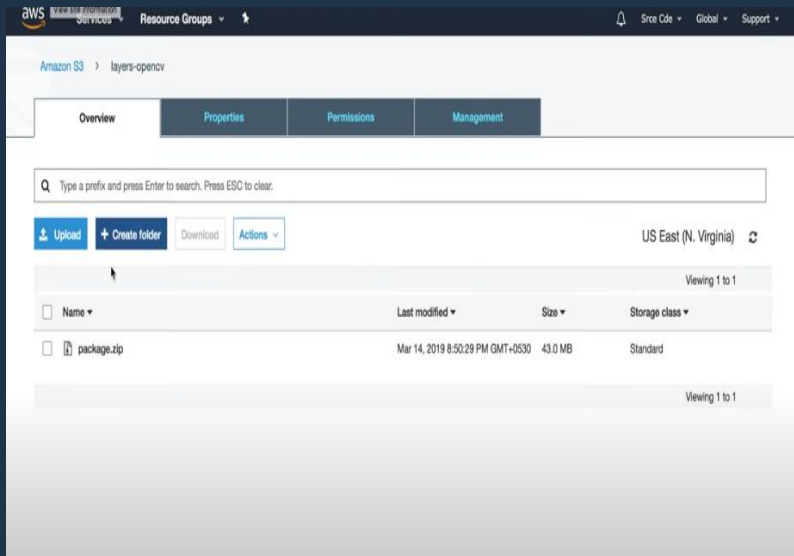 aws View site information Services Resource Groups Srce Cde Global Support
Amazon S3 > layers-opencv
Overview Properties Permissions Management
Type a prefix and press Enter to search. Press ESC to clear.
Upload + Create folder Download Actions US East (N. Virginia)
Viewing 1 to 1
Name Last modified Size Storage class
package.zip Mar 14, 2019 8:50:29 PM GMT+0530 43.0 MB Standard
Viewing 1 to 1